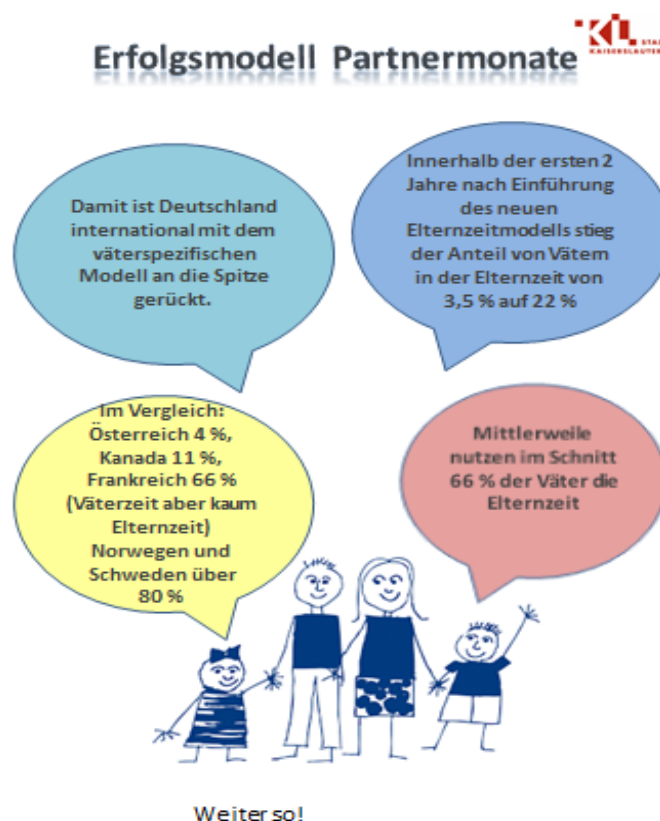 KL STA
KAISERSLAUTER
Erfolgsmodell Partnermonate
Damit ist Deutschland
international mit dem
väterspezifischen
Modell an die Spitze
gerückt.
Innerhalb der ersten 2
Jahre nach Einführung
des neuen
Elternzeitmodells stieg
der Anteil von Vätern
in der Elternzeit von
3,5 % auf 22 %
Im Vergleich:
Österreich 4 %,
Kanada 11 %,
Frankreich 66 %
(Väterzeit aber kaum
Elternzeit)
Norwegen und
Schweden über
80 %
Mittlerweile
nutzen im Schnitt
66 % der Väter die
Elternzeit
Weiter so!